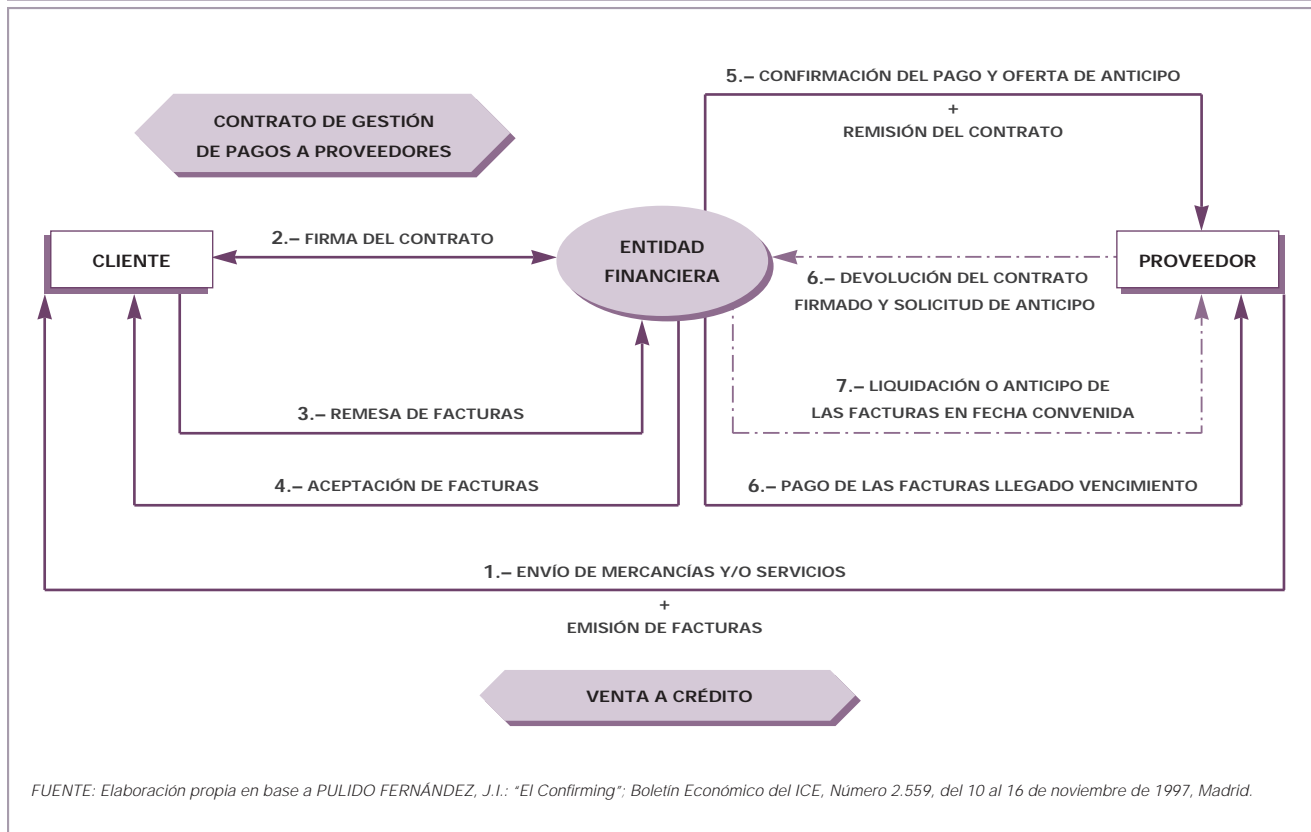 5.– CONFIRMACIÓN DEL PAGO Y OFERTA DE ANTICIPO
+
REMISIÓN DEL CONTRATO
CONTRATO DE GESTIÓN
DE PAGOS A PROVEEDORES
2.– FIRMA DEL CONTRATO
CLIENTE
ENTIDAD
FINANCIERA
PROVEEDOR
6.– DEVOLUCIÓN DEL CONTRATO
FIRMADO Y SOLICITUD DE ANTICIPO
7.– LIQUIDACIÓN O ANTICIPO DE
LAS FACTURAS EN FECHA CONVENIDA
3.– REMESA DE FACTURAS
4.– ACEPTACIÓN DE FACTURAS
6.– PAGO DE LAS FACTURAS LLEGADO VENCIMIENTO
1.– ENVÍO DE MERCANCÍAS Y/O SERVICIOS
+
EMISIÓN DE FACTURAS
VENTA A CRÉDITO
FUENTE: Elaboración propia en base a PULIDO FERNÁNDEZ, J.I.: “El Confirming”; Boletín Económico del ICE, Número 2.559, del 10 al 16 de noviembre de 1997, Madrid.